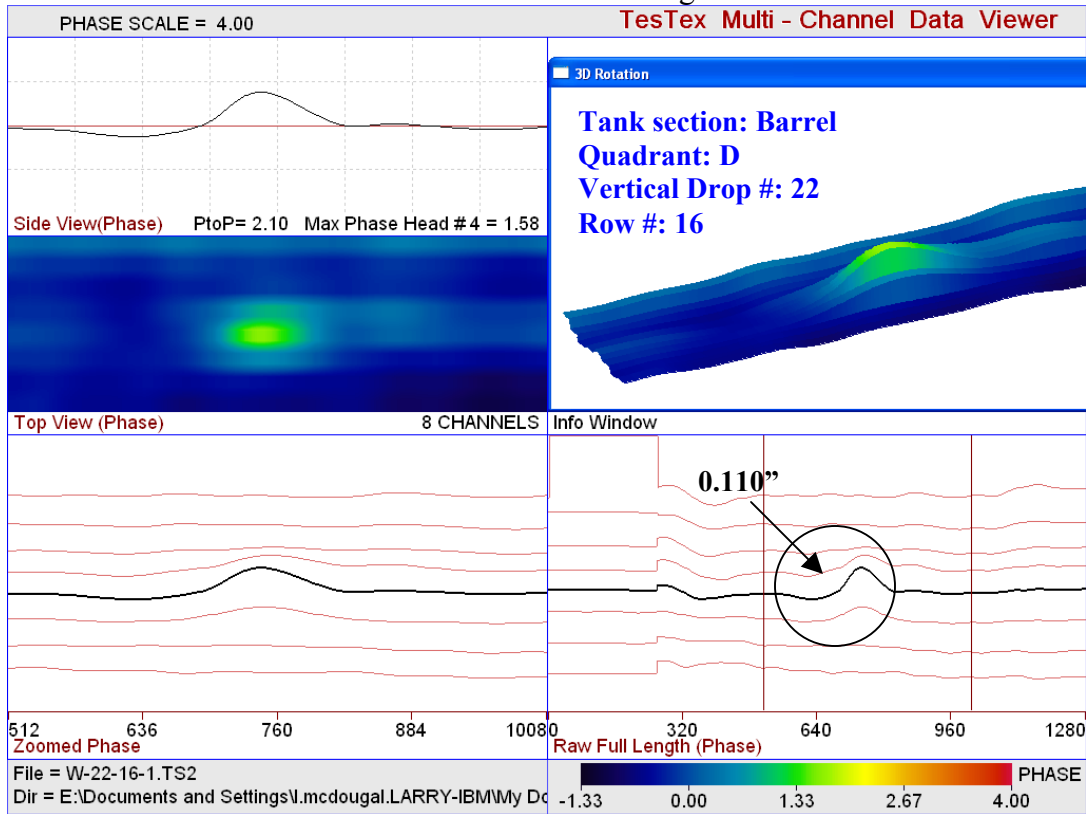 PHASE SCALE = 4.00
TesTex Multi - Channel Data Viewer
3D Rotation
Tank section: Barrel
Quadrant: D
Vertical Drop #: 22
Row #: 16
Side View(Phase) PtoP= 2.10 Max Phase Head #4 = 1.58
Top View (Phase) 8 CHANNELS
Info Window
0.110”
512 636 760 884 1008
Zoomed Phase
0 320 640 960 1280
Raw Full Length (Phase)
File = W-22-16-1.TS2
Dir = E:\Documents and Settings\l.mcdougal.LARRY-IBM\My Do
PHASE
-1.33 0.00 1.33 2.67 4.00